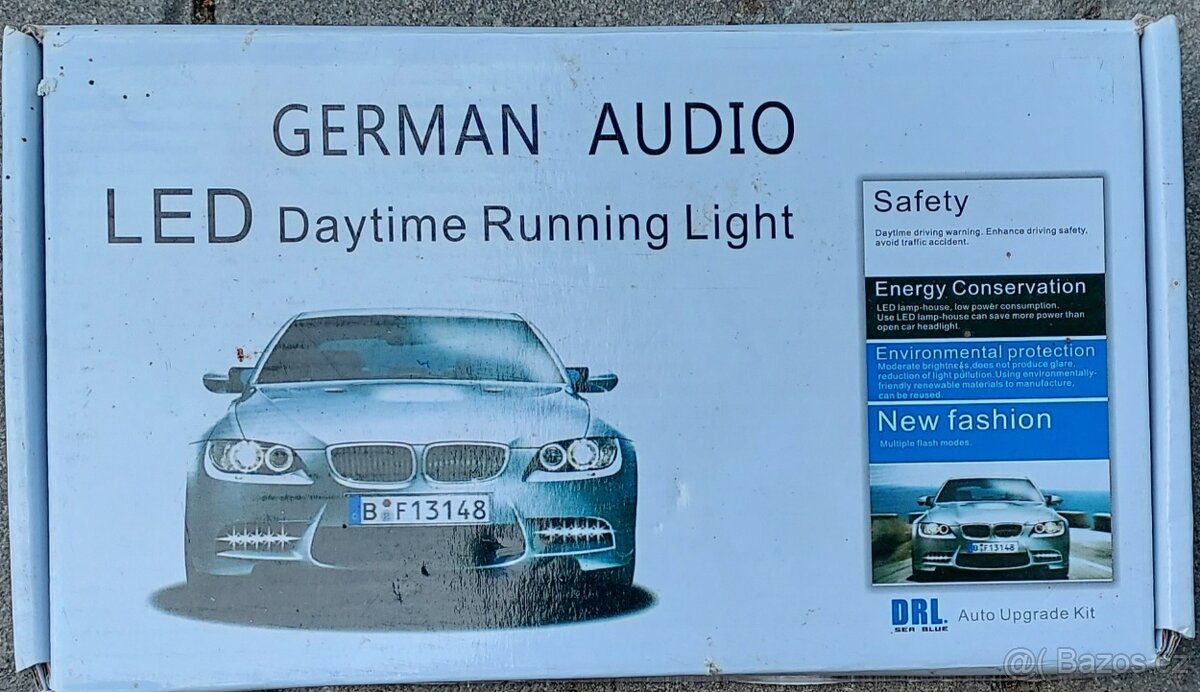 GERMAN AUDIO
LED Daytime Running Light
B F13148
Safety
Daytime driving warning. Enhance driving safety,
avoid traffic accident.
Energy Conservation
LED lamp-house, low power consumption.
Use LED lamp-house can save more power than
open car headlight.
Environmental protection
Moderate brightness,does not produce glare,
reduction of light pollution.Using environmentally-
friendly renewable materials to manufacture,
can be reused.
New fashion
Multiple flash modes.
B F13148
DRL.
SEA BLUE
Auto Upgrade Kit
@( Bazos.cz